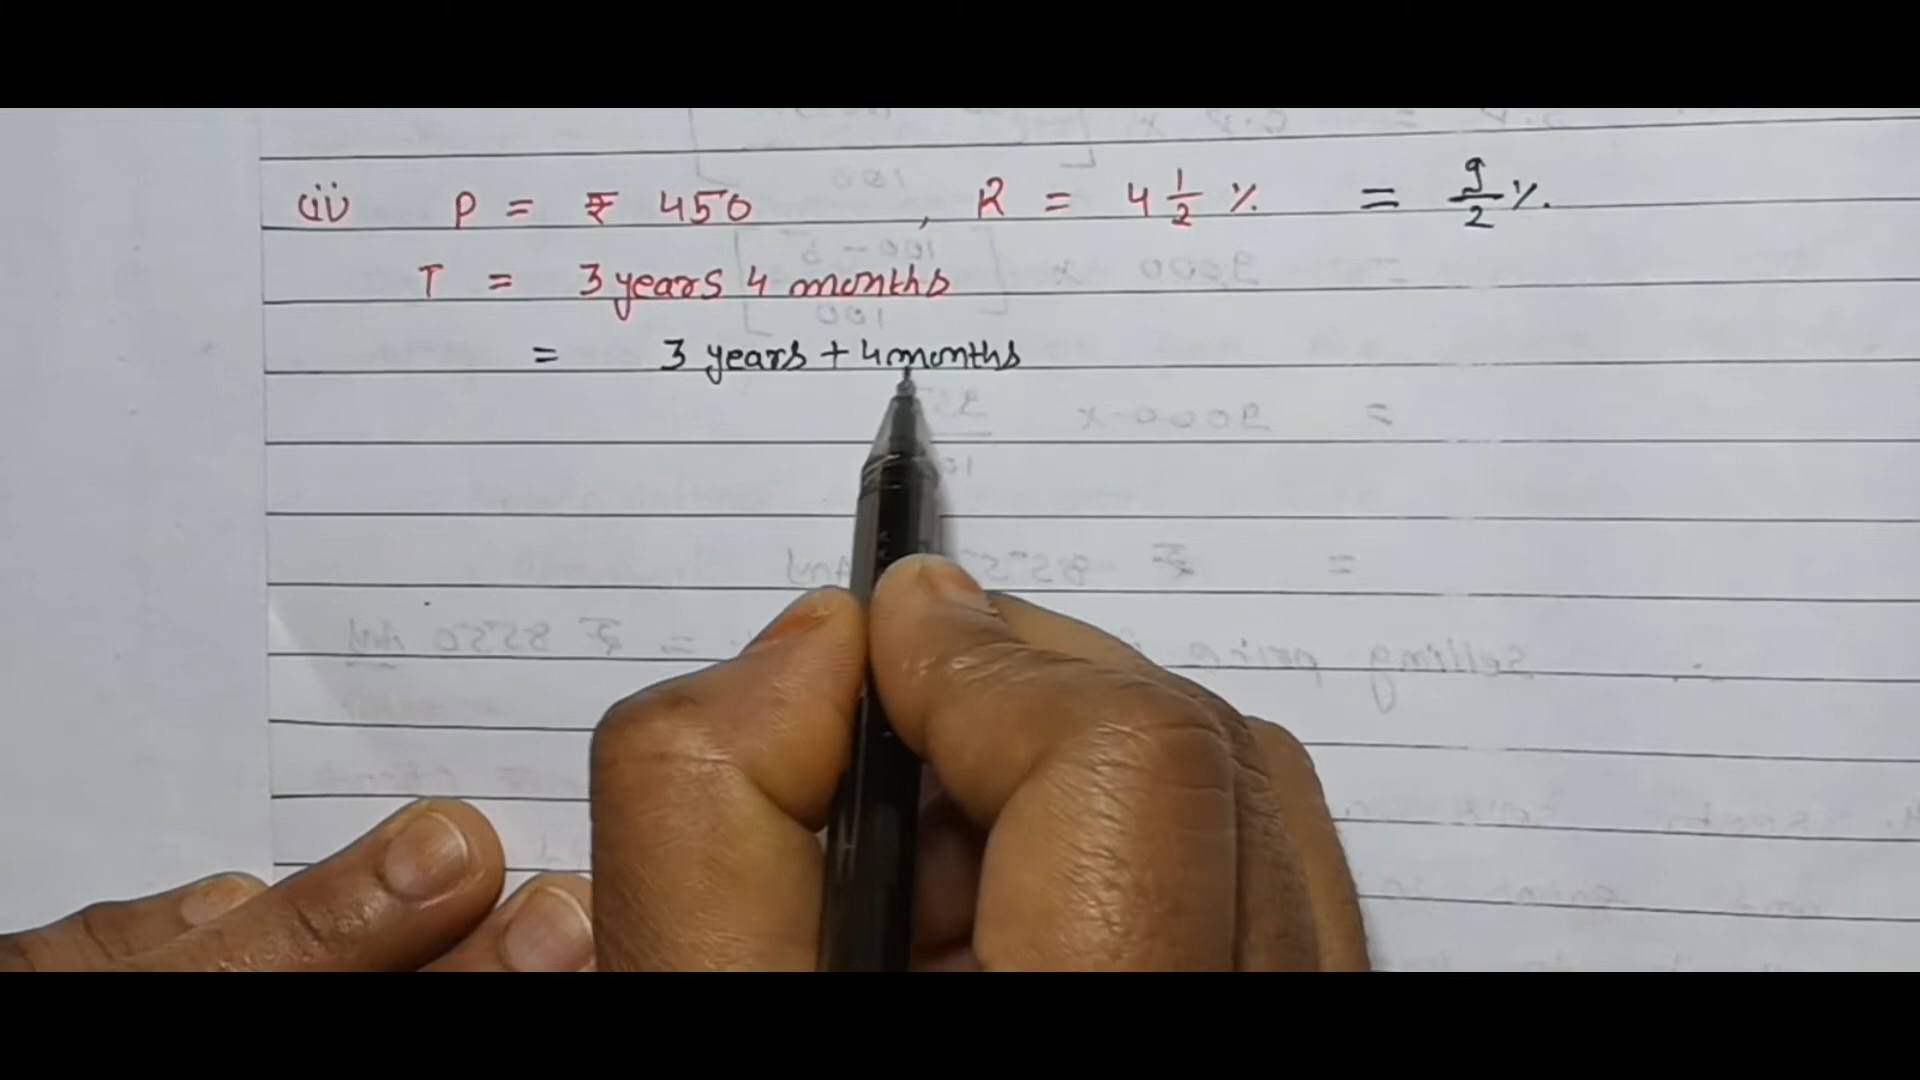 (ii) P = ₹ 450 , R = 4 1/2 % = 9/2 %.
T = 3 years 4 months
= 3 years + 4 months